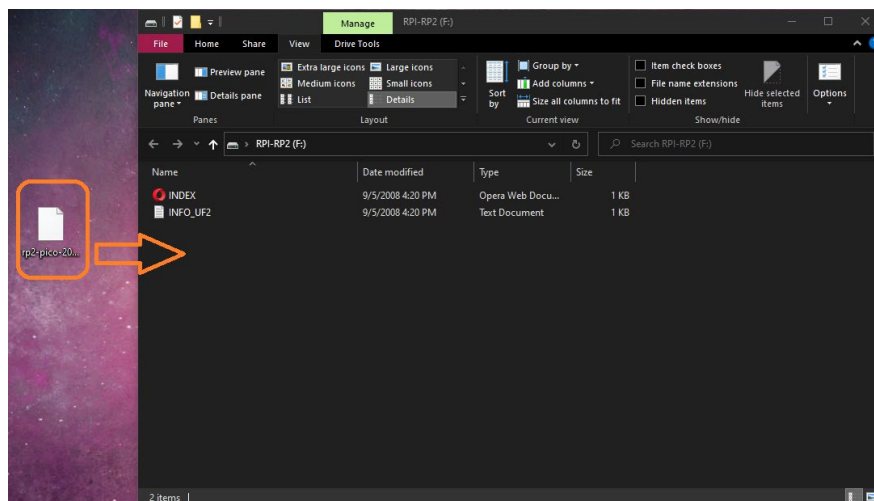 Manage RPI-RP2 (F:)
File Home Share View Drive Tools
Navigation pane
Preview pane
Details pane
Panes
Extra large icons Large icons
Medium icons Small icons
List Details
Layout
Sort by
Group by
Add columns
Size all columns to fit
Current view
Item check boxes
File name extensions
Hidden items
Hide selected items
Show/hide
Options
RPI-RP2 (F:)
Search RPI-RP2 (F:)
Name Date modified Type Size
INDEX 9/5/2008 4:20 PM Opera Web Docu... 1 KB
INFO_UF2 9/5/2008 4:20 PM Text Document 1 KB
rp2-pico-20...
2 items